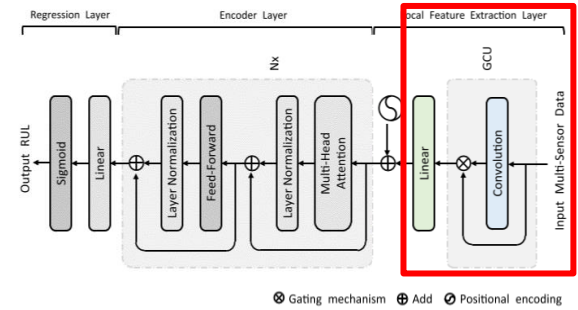 Regression Layer
Encoder Layer
ocal Feature Extraction Layer
Nx
GCU
Output RUL
Sigmoid
Linear
Layer Normalization
Feed-Forward
Layer Normalization
Multi-Head
Attention
Linear
Convolution
Input Multi-Sensor Data
Gating mechanism
Add
Positional encoding